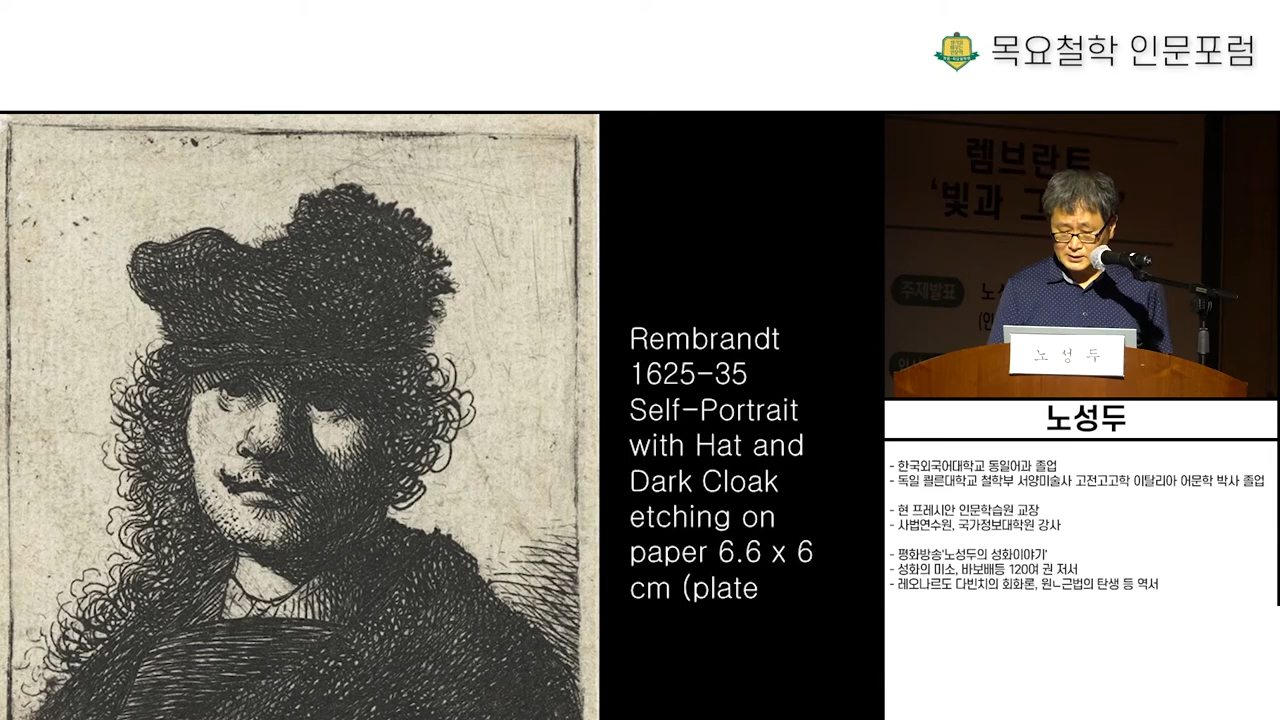 목요철학 인문포럼
Rembrandt
1625-35
Self-Portrait
with Hat and
Dark Cloak
etching on
paper 6.6 x 6
cm (plate
렘브란트
'빛과
주제발표
노 성 두
노성두
- 한국외국어대학교 동일어과 졸업
- 독일 쾰른대학교 철학부 서양미술사 고전고고학 이탈리아 어문학 박사 졸업
- 현 프레시안 인문학습원 교장
- 사법연수원, 국가정보대학원 강사
- 평화방송'노성두의 성화이야기'
- 성화의 미소, 바보배등 120여 권 저서
- 레오나르도 다빈치의 회화론, 원ㄴ근법의 탄생 등 역서